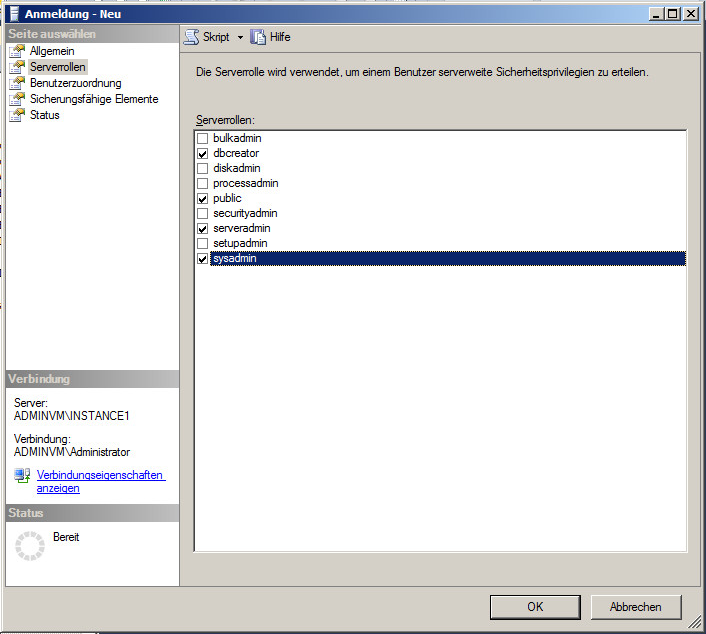 Anmeldung - Neu
Seite auswählen
Allgemein
Serverrollen
Benutzerzuordnung
Sicherungsfähige Elemente
Status
Skript
Hilfe
Die Serverrolle wird verwendet, um einem Benutzer serverweite Sicherheitsprivilegien zu erteilen.
Serverrollen:
bulkadmin
dbcreator
diskadmin
processadmin
public
securityadmin
serveradmin
setupadmin
sysadmin
Verbindung
Server:
ADMINVM\INSTANCE1
Verbindung:
ADMINVM\Administrator
Verbindungseigenschaften
anzeigen
Status
Bereit
OK
Abbrechen